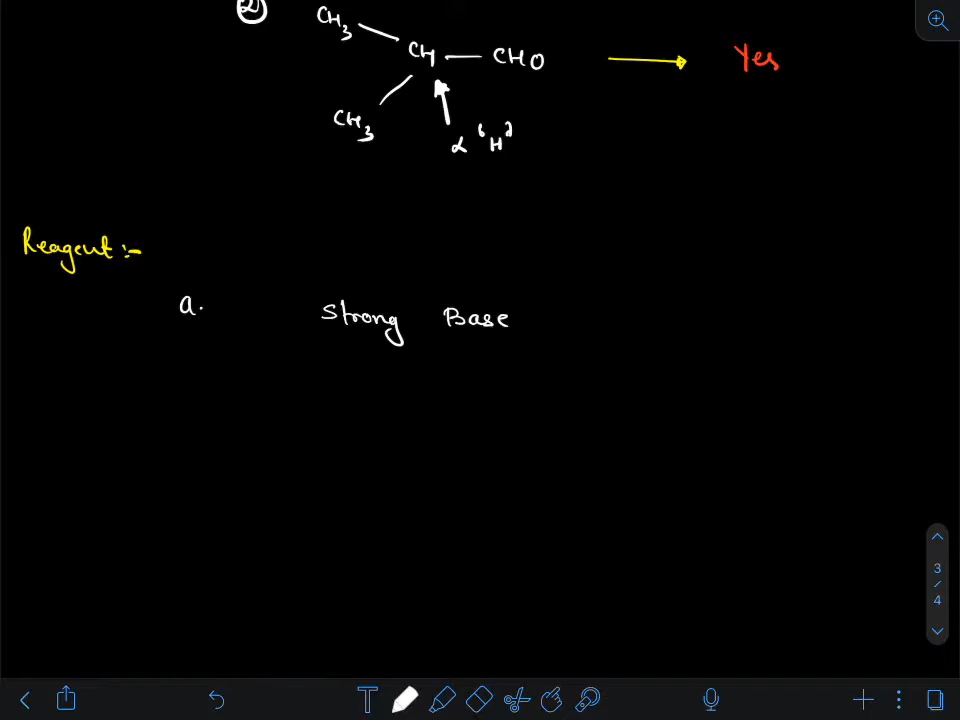 ②
CH3
CH — CHO → Yes
CH3
α 'H'
Reagent :-
a. Strong Base
3
/
4
T